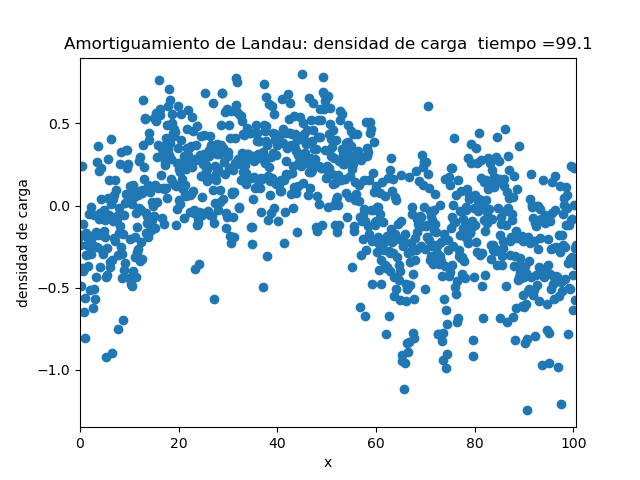 Amortiguamiento de Landau: densidad de carga  tiempo =99.1
densidad de carga
0.5
0.0
−0.5
−1.0
0 20 40 60 80 100
x